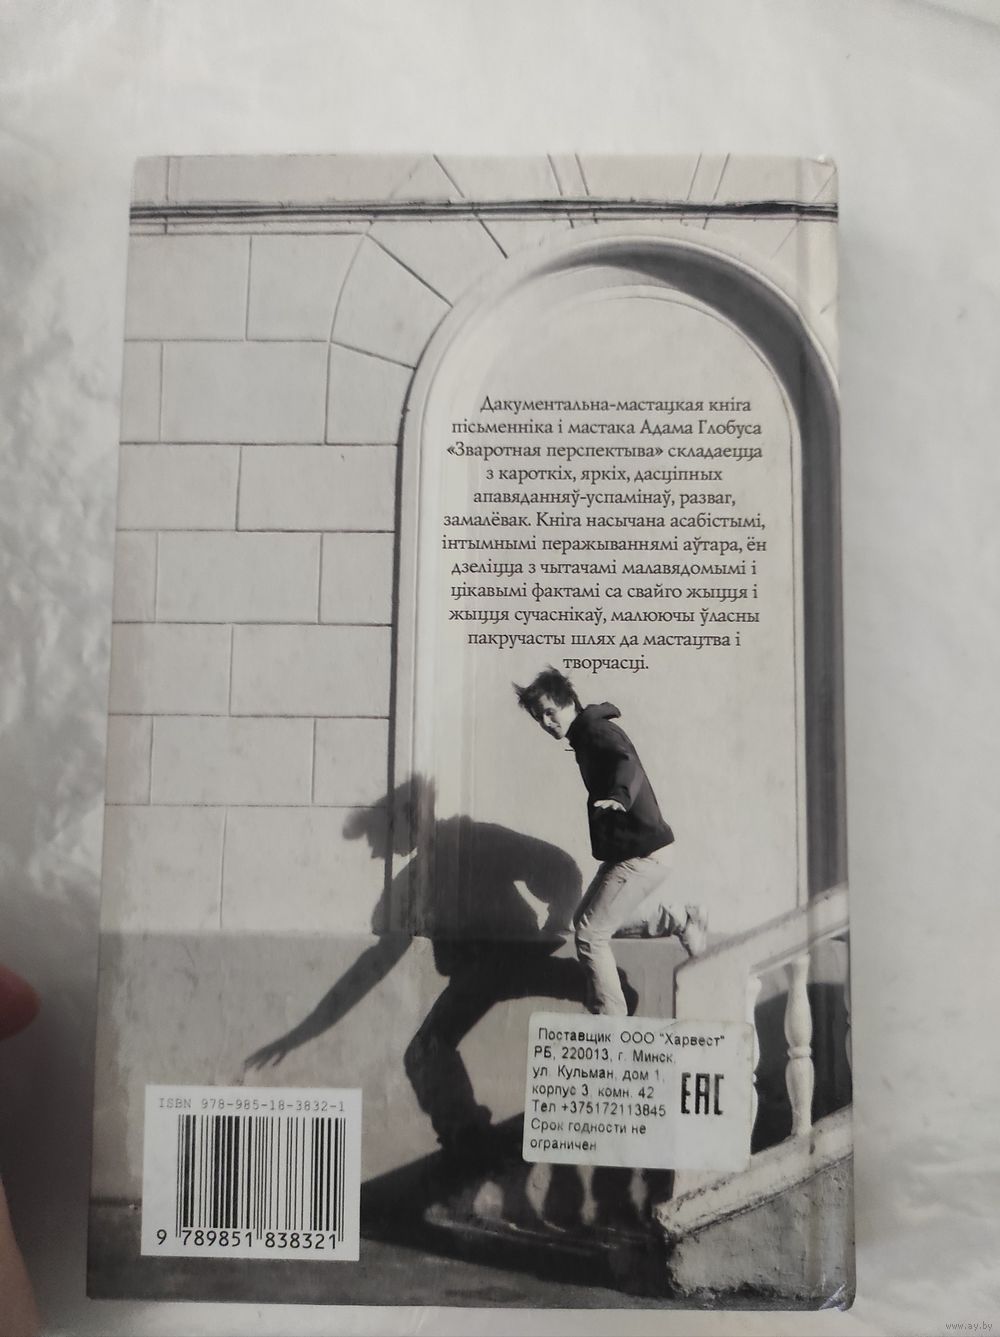 Дакументальна-мастацкая кніга
пісьменніка і мастака Адама Глобуса
«Зваротная перспектыва» складаецца
з кароткіх, яркіх, дасціпных
апавяданняў-успамінаў, разваг,
замалёвак. Кніга насычана асабістымі,
інтымнымі перажываннямі аўтара, ён
дзеліцца з чытачамі малавядомымі і
цікавымі фактамі са свайго жыцця і
жыцця сучаснікаў, малюючы ўласны
пакручасты шлях да мастацтва і
творчасці.
Поставщик: ООО "Харвест"
РБ, 220013, г. Минск,
ул. Кульман, дом 1,
корпус 3, комн. 42
Тел +375172113845
Срок годности не
ограничен
EAC
ISBN 978-985-18-3832-1
9 789851 838321
www.ay.by